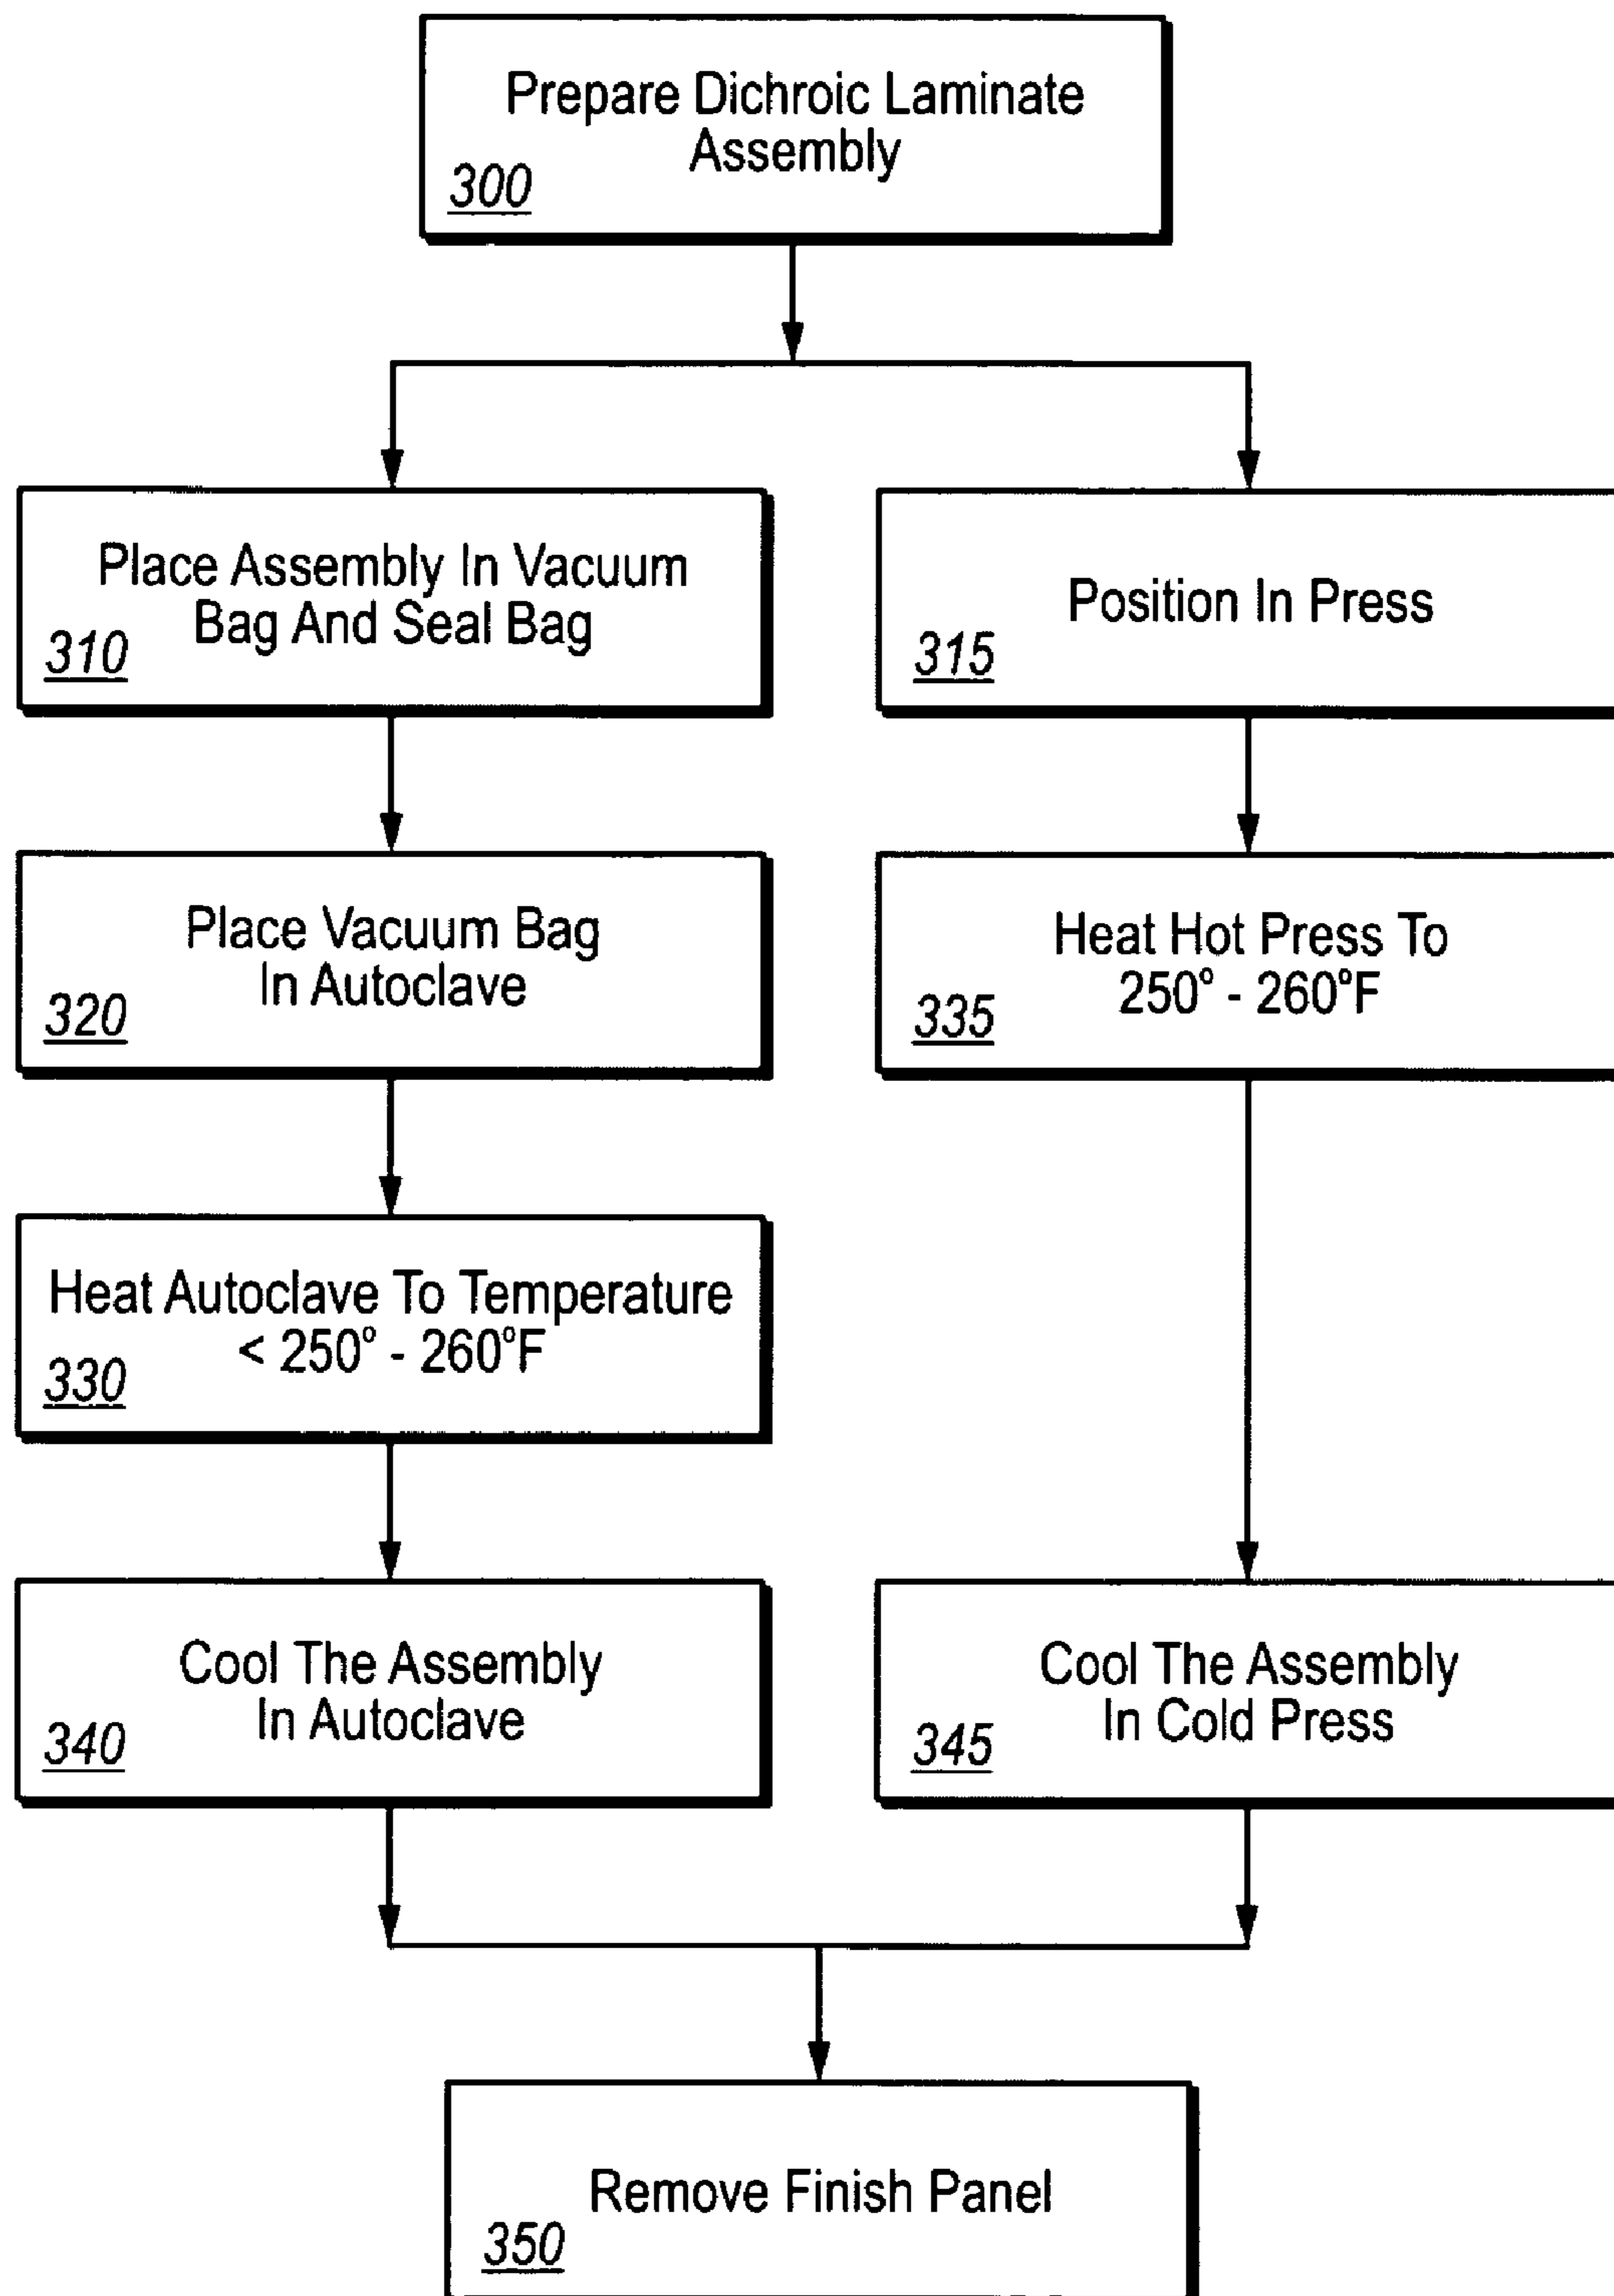 Prepare Dichroic Laminate
Assembly
300
Place Assembly In Vacuum
Bag And Seal Bag
310
Position In Press
315
Place Vacuum Bag
In Autoclave
320
Heat Hot Press To
250° - 260°F
335
Heat Autoclave To Temperature
< 250° - 260°F
330
Cool The Assembly
In Autoclave
340
Cool The Assembly
In Cold Press
345
Remove Finish Panel
350